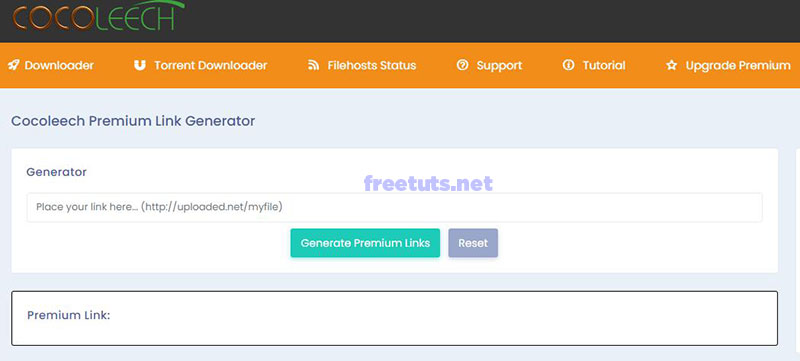 COCOLEECH
Downloader Torrent Downloader Filehosts Status Support Tutorial Upgrade Premium
Cocoleech Premium Link Generator
Generator
freetuts.net
Place your link here... (http://uploaded.net/myfile)
Generate Premium Links Reset
Premium Link: